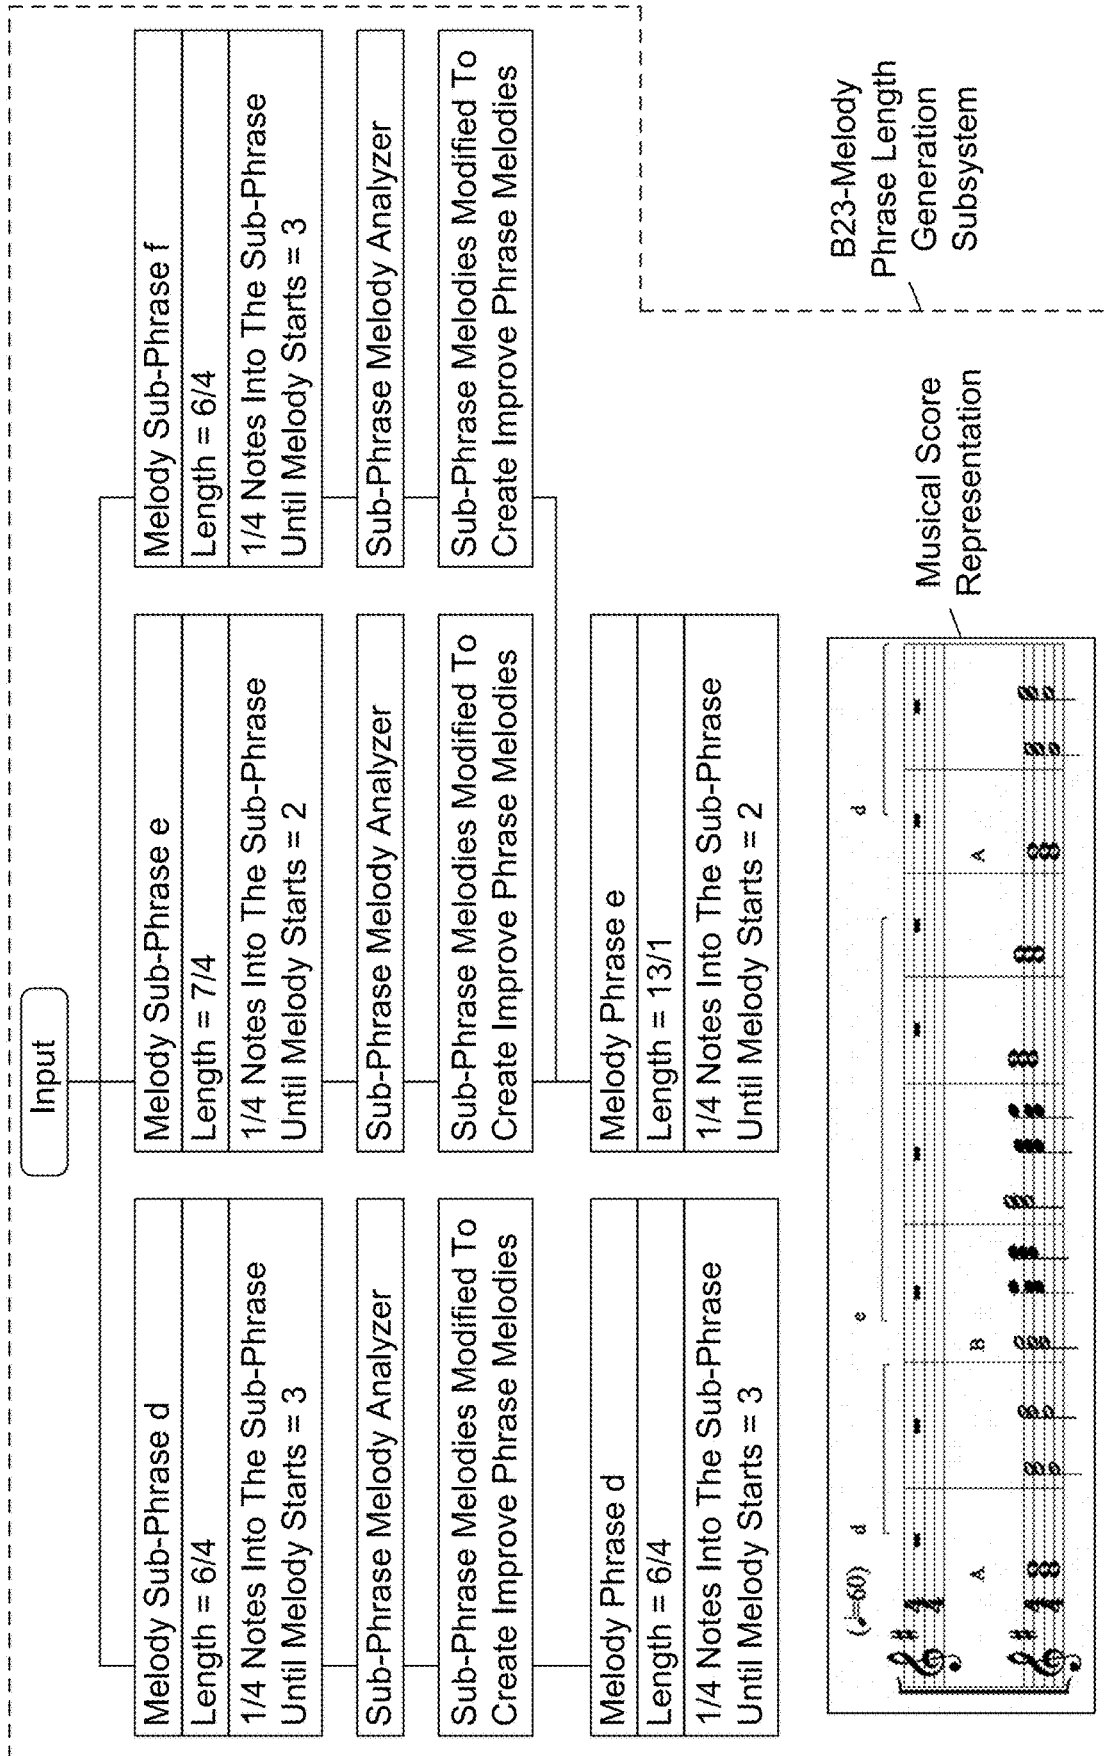 Input
Melody Sub-Phrase d
Length = 6/4
1/4 Notes Into The Sub-Phrase
Until Melody Starts = 3
Sub-Phrase Melody Analyzer
Sub-Phrase Melodies Modified To
Create Improve Phrase Melodies
Melody Phrase d
Length = 6/4
1/4 Notes Into The Sub-Phrase
Until Melody Starts = 3
Melody Sub-Phrase e
Length = 7/4
1/4 Notes Into The Sub-Phrase
Until Melody Starts = 2
Sub-Phrase Melody Analyzer
Sub-Phrase Melodies Modified To
Create Improve Phrase Melodies
Melody Phrase e
Length = 13/1
1/4 Notes Into The Sub-Phrase
Until Melody Starts = 2
Melody Sub-Phrase f
Length = 6/4
1/4 Notes Into The Sub-Phrase
Until Melody Starts = 3
Sub-Phrase Melody Analyzer
Sub-Phrase Melodies Modified To
Create Improve Phrase Melodies
(♩=60)
d e d
4
4
A B A
4
4
Musical Score
Representation
B23-Melody
Phrase Length
Generation
Subsystem